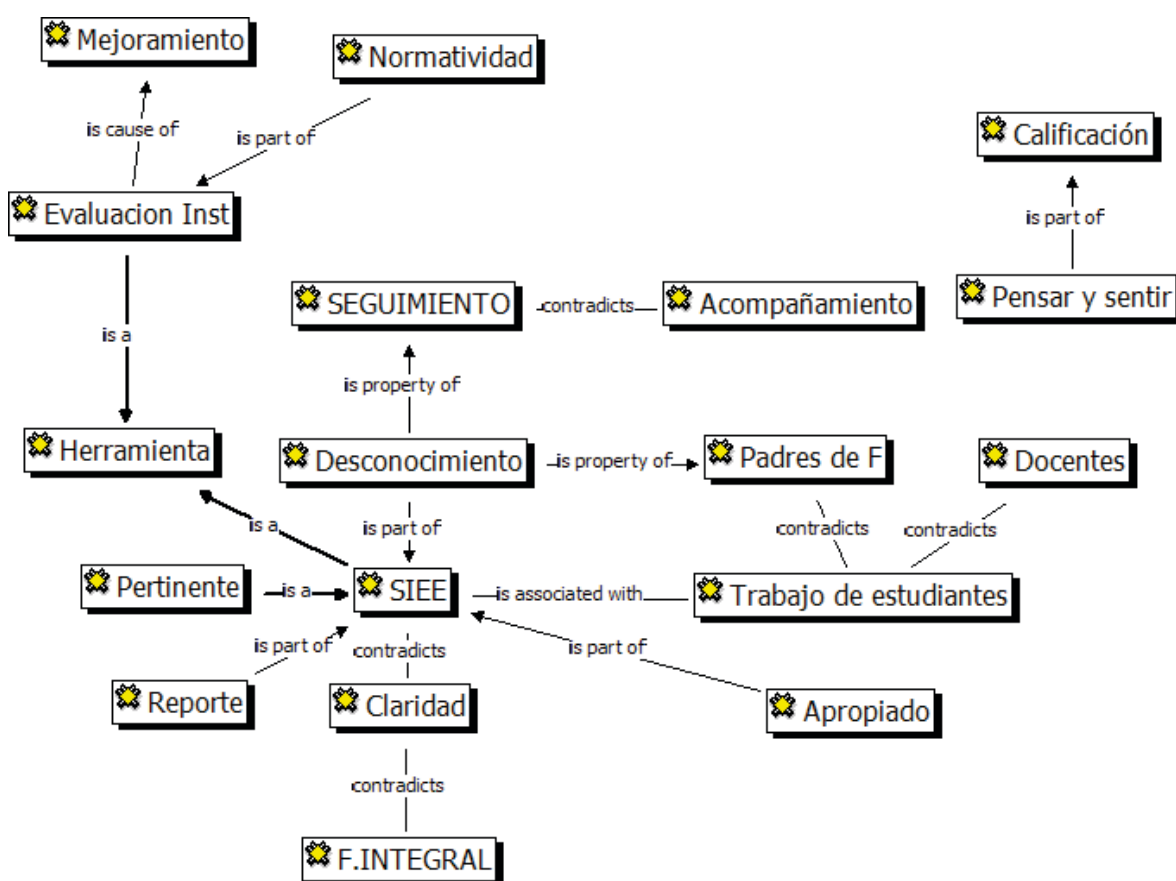 Mejoramiento
Normatividad
is cause of
is part of
Calificación
Evaluacion Inst
is part of
SEGUIMIENTO
contradicts
Acompañamiento
Pensar y sentir
is a
is property of
Herramienta
Desconocimiento
is property of
Padres de F
Docentes
is a
is part of
contradicts
contradicts
Pertinente
is a
SIEE
is associated with
Trabajo de estudiantes
is part of
contradicts
is part of
Reporte
Claridad
Apropiado
contradicts
F.INTEGRAL